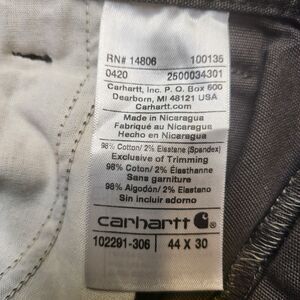 RN# 14806 100135
0420 2500034301
Carhartt, Inc. P. O. Box 600
Dearborn, MI 48121 USA
Carhartt.com
Made in Nicaragua
Fabriqué au Nicaragua
Hecho en Nicaragua
98% Cotton/ 2% Elastane (Spandex)
Exclusive of Trimming
98% Coton/ 2% Élasthanne
Sans garniture
98% Algodón/ 2% Elastano
Sin incluir adorno
carhartt
102291-306 44 X 30